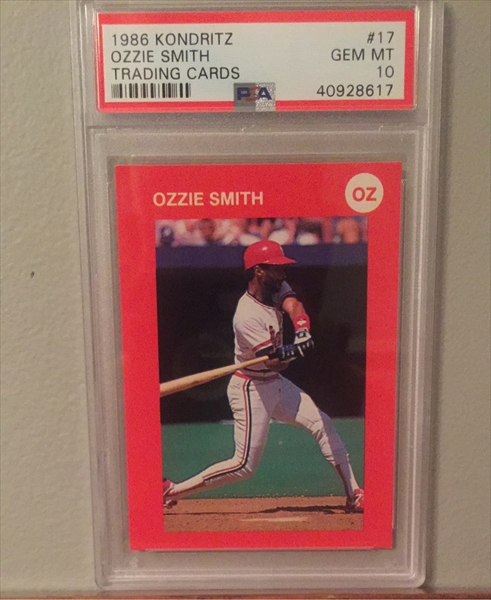 1986 KONDRITZ #17
OZZIE SMITH GEM MT
TRADING CARDS 10
PSA 40928617
OZZIE SMITH OZ